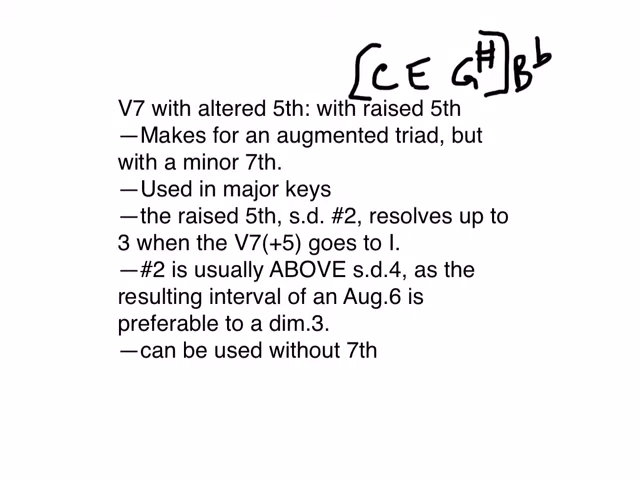 [C E G#] Bb
V7 with altered 5th: with raised 5th
—Makes for an augmented triad, but
with a minor 7th.
—Used in major keys
—the raised 5th, s.d. #2, resolves up to
3 when the V7(+5) goes to I.
—#2 is usually ABOVE s.d.4, as the
resulting interval of an Aug.6 is
preferable to a dim.3.
—can be used without 7th